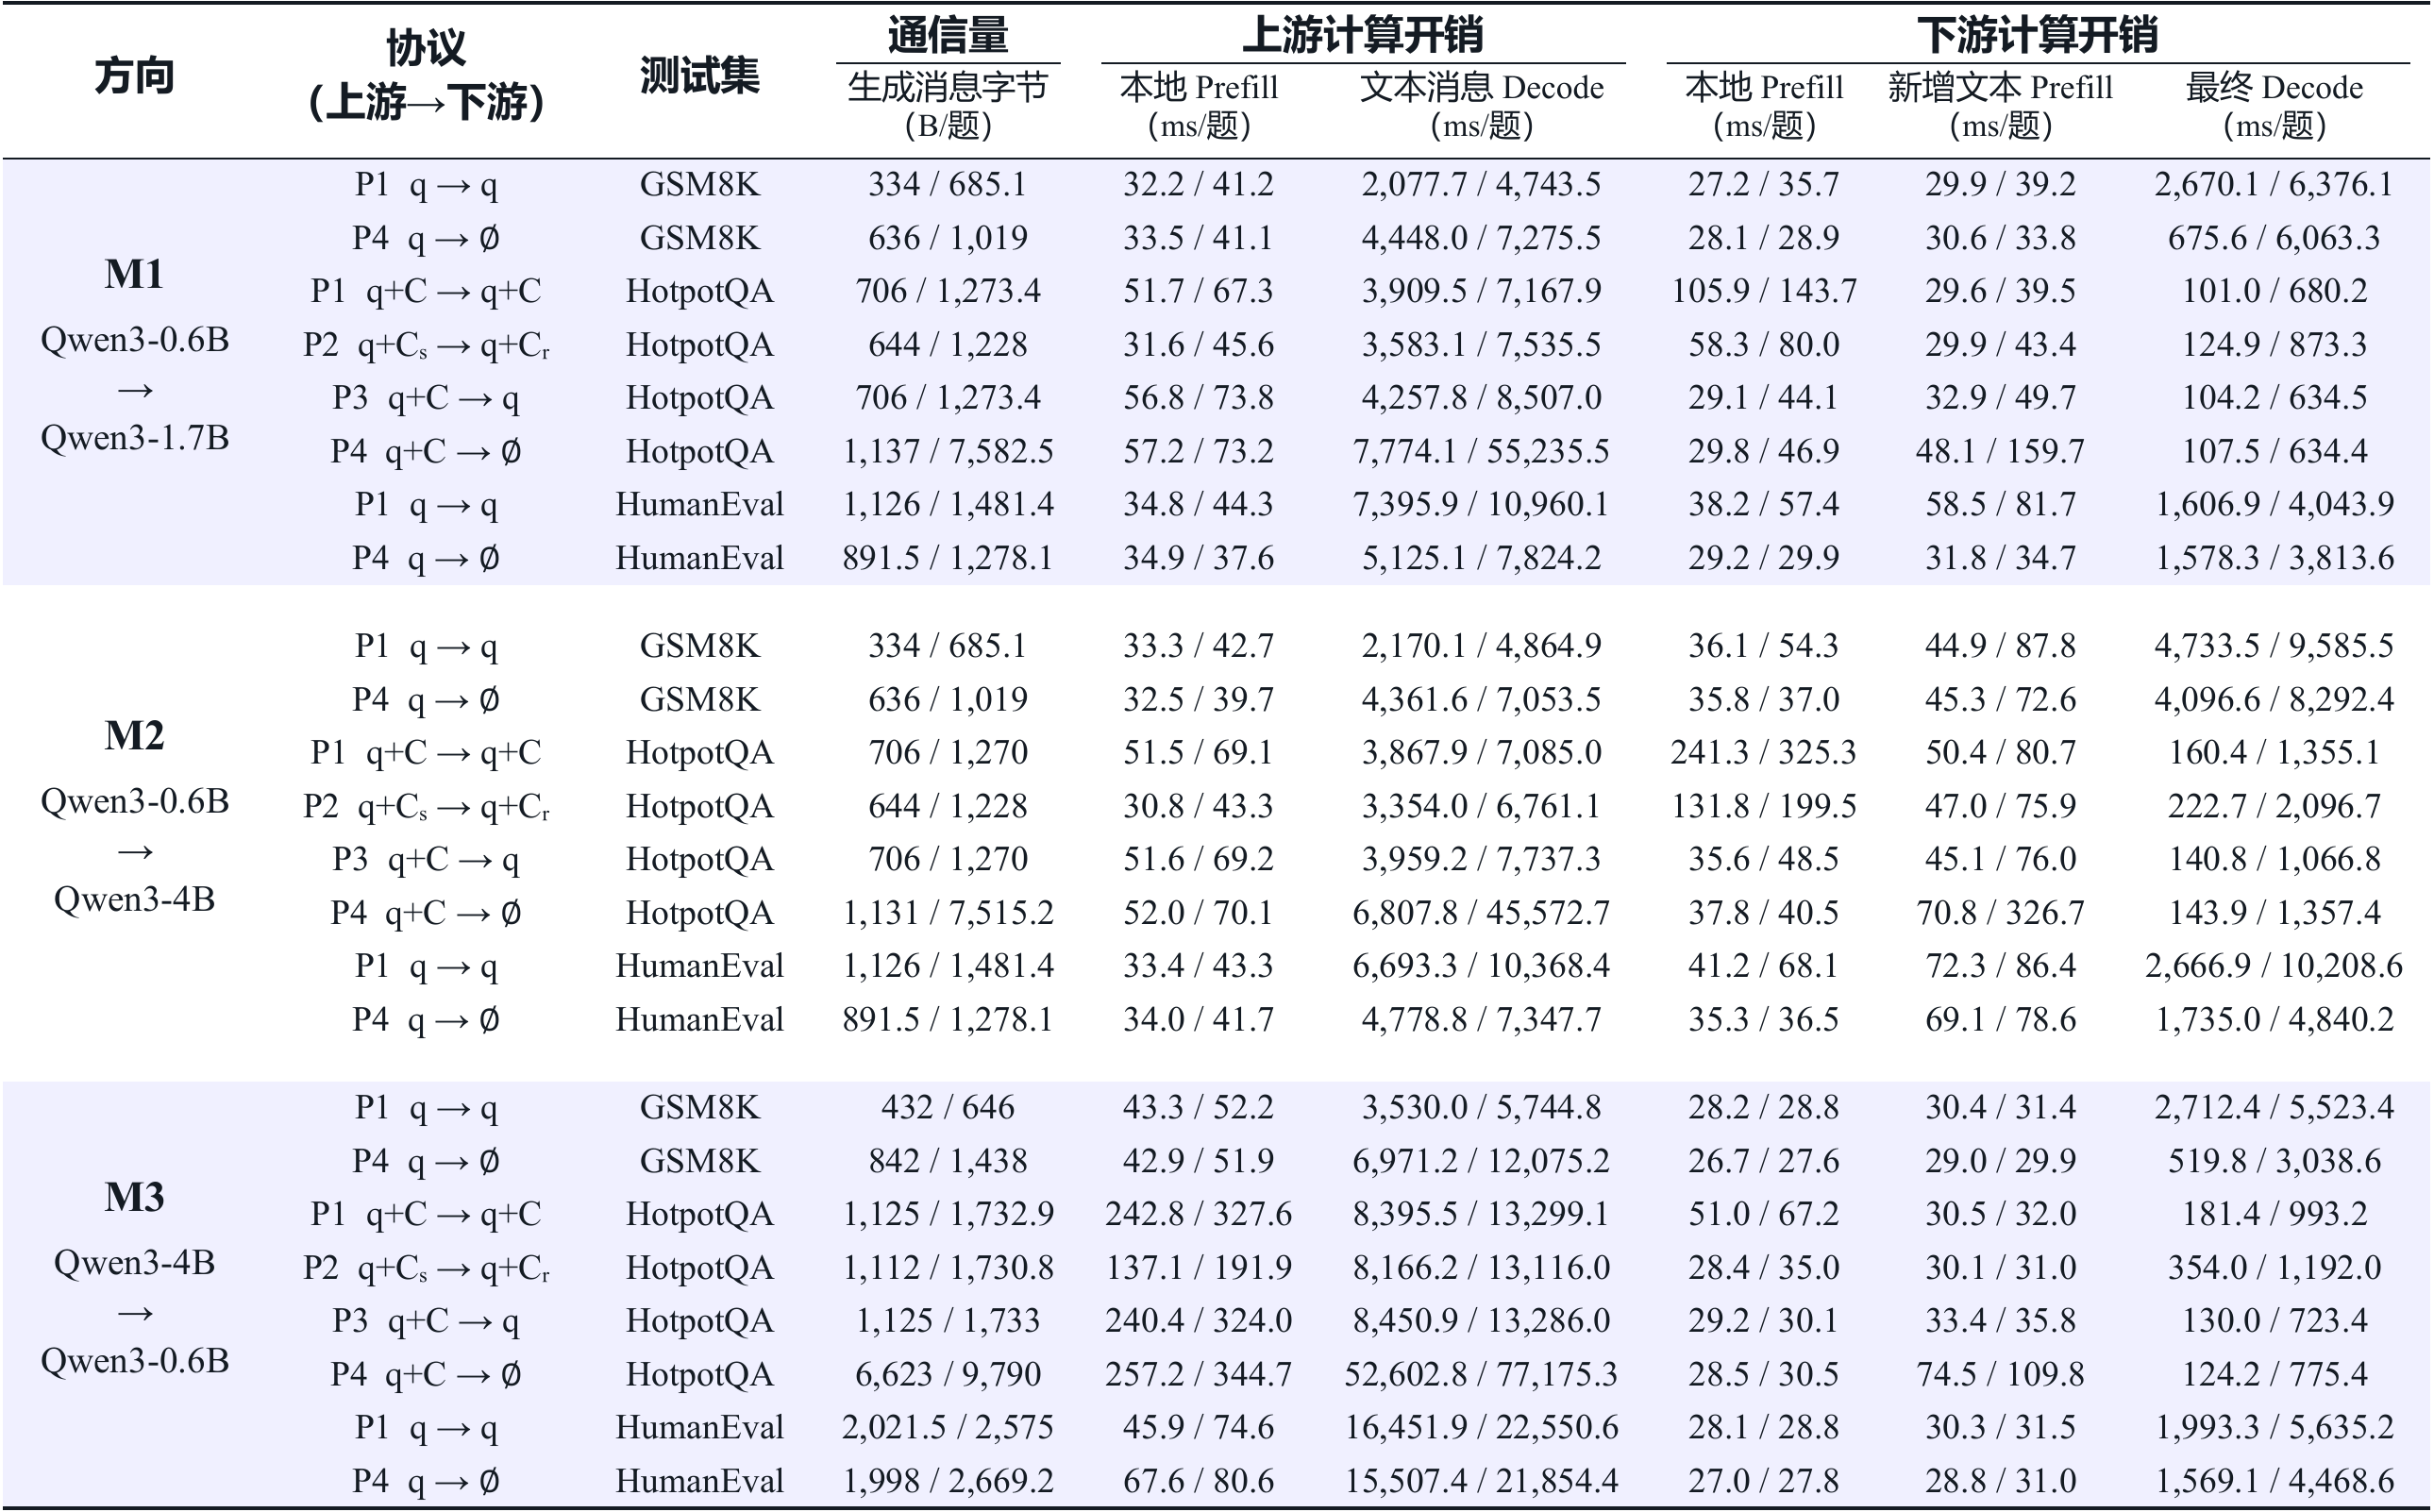 方向 协议 (上游→下游) 测试集 通信量 上游计算开销 下游计算开销
生成消息字节 (B/题) 本地 Prefill (ms/题) 文本消息 Decode (ms/题) 本地 Prefill (ms/题) 新增文本 Prefill (ms/题) 最终 Decode (ms/题)
M1
Qwen3-0.6B
→
Qwen3-1.7B
P1 q → q GSM8K 334 / 685.1 32.2 / 41.2 2,077.7 / 4,743.5 27.2 / 35.7 29.9 / 39.2 2,670.1 / 6,376.1
P4 q → ∅ GSM8K 636 / 1,019 33.5 / 41.1 4,448.0 / 7,275.5 28.1 / 28.9 30.6 / 33.8 675.6 / 6,063.3
P1 q+C → q+C HotpotQA 706 / 1,273.4 51.7 / 67.3 3,909.5 / 7,167.9 105.9 / 143.7 29.6 / 39.5 101.0 / 680.2
P2 q+Cₛ → q+Cᵣ HotpotQA 644 / 1,228 31.6 / 45.6 3,583.1 / 7,535.5 58.3 / 80.0 29.9 / 43.4 124.9 / 873.3
P3 q+C → q HotpotQA 706 / 1,273.4 56.8 / 73.8 4,257.8 / 8,507.0 29.1 / 44.1 32.9 / 49.7 104.2 / 634.5
P4 q+C → ∅ HotpotQA 1,137 / 7,582.5 57.2 / 73.2 7,774.1 / 55,235.5 29.8 / 46.9 48.1 / 159.7 107.5 / 634.4
P1 q → q HumanEval 1,126 / 1,481.4 34.8 / 44.3 7,395.9 / 10,960.1 38.2 / 57.4 58.5 / 81.7 1,606.9 / 4,043.9
P4 q → ∅ HumanEval 891.5 / 1,278.1 34.9 / 37.6 5,125.1 / 7,824.2 29.2 / 29.9 31.8 / 34.7 1,578.3 / 3,813.6
M2
Qwen3-0.6B
→
Qwen3-4B
P1 q → q GSM8K 334 / 685.1 33.3 / 42.7 2,170.1 / 4,864.9 36.1 / 54.3 44.9 / 87.8 4,733.5 / 9,585.5
P4 q → ∅ GSM8K 636 / 1,019 32.5 / 39.7 4,361.6 / 7,053.5 35.8 / 37.0 45.3 / 72.6 4,096.6 / 8,292.4
P1 q+C → q+C HotpotQA 706 / 1,270 51.5 / 69.1 3,867.9 / 7,085.0 241.3 / 325.3 50.4 / 80.7 160.4 / 1,355.1
P2 q+Cₛ → q+Cᵣ HotpotQA 644 / 1,228 30.8 / 43.3 3,354.0 / 6,761.1 131.8 / 199.5 47.0 / 75.9 222.7 / 2,096.7
P3 q+C → q HotpotQA 706 / 1,270 51.6 / 69.2 3,959.2 / 7,737.3 35.6 / 48.5 45.1 / 76.0 140.8 / 1,066.8
P4 q+C → ∅ HotpotQA 1,131 / 7,515.2 52.0 / 70.1 6,807.8 / 45,572.7 37.8 / 40.5 70.8 / 326.7 143.9 / 1,357.4
P1 q → q HumanEval 1,126 / 1,481.4 33.4 / 43.3 6,693.3 / 10,368.4 41.2 / 68.1 72.3 / 86.4 2,666.9 / 10,208.6
P4 q → ∅ HumanEval 891.5 / 1,278.1 34.0 / 41.7 4,778.8 / 7,347.7 35.3 / 36.5 69.1 / 78.6 1,735.0 / 4,840.2
M3
Qwen3-4B
→
Qwen3-0.6B
P1 q → q GSM8K 432 / 646 43.3 / 52.2 3,530.0 / 5,744.8 28.2 / 28.8 30.4 / 31.4 2,712.4 / 5,523.4
P4 q → ∅ GSM8K 842 / 1,438 42.9 / 51.9 6,971.2 / 12,075.2 26.7 / 27.6 29.0 / 29.9 519.8 / 3,038.6
P1 q+C → q+C HotpotQA 1,125 / 1,732.9 242.8 / 327.6 8,395.5 / 13,299.1 51.0 / 67.2 30.5 / 32.0 181.4 / 993.2
P2 q+Cₛ → q+Cᵣ HotpotQA 1,112 / 1,730.8 137.1 / 191.9 8,166.2 / 13,116.0 28.4 / 35.0 30.1 / 31.0 354.0 / 1,192.0
P3 q+C → q HotpotQA 1,125 / 1,733 240.4 / 324.0 8,450.9 / 13,286.0 29.2 / 30.1 33.4 / 35.8 130.0 / 723.4
P4 q+C → ∅ HotpotQA 6,623 / 9,790 257.2 / 344.7 52,602.8 / 77,175.3 28.5 / 30.5 74.5 / 109.8 124.2 / 775.4
P1 q → q HumanEval 2,021.5 / 2,575 45.9 / 74.6 16,451.9 / 22,550.6 28.1 / 28.8 30.3 / 31.5 1,993.3 / 5,635.2
P4 q → ∅ HumanEval 1,998 / 2,669.2 67.6 / 80.6 15,507.4 / 21,854.4 27.0 / 27.8 28.8 / 31.0 1,569.1 / 4,468.6